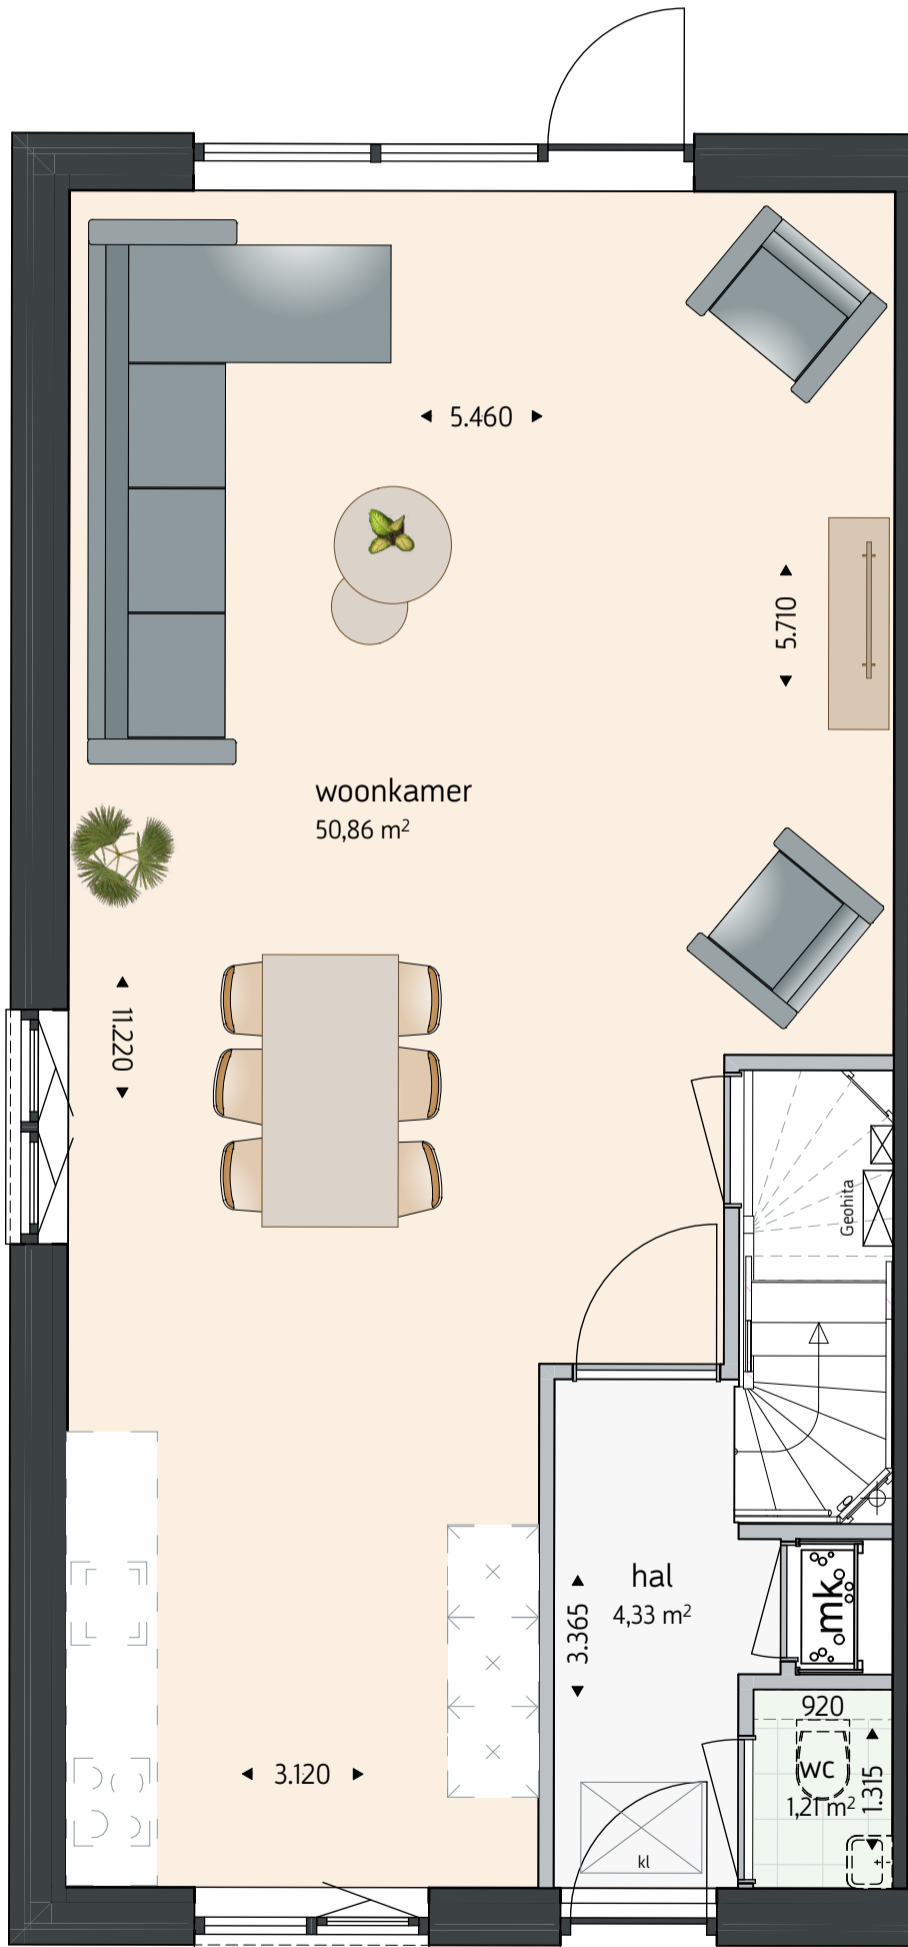 5.460
5.710
woonkamer
50,86 m²
11.220
Geohita
hal
4,33 m²
3.365
mk
920
wc
1,21 m²
1.315
3.120
kl